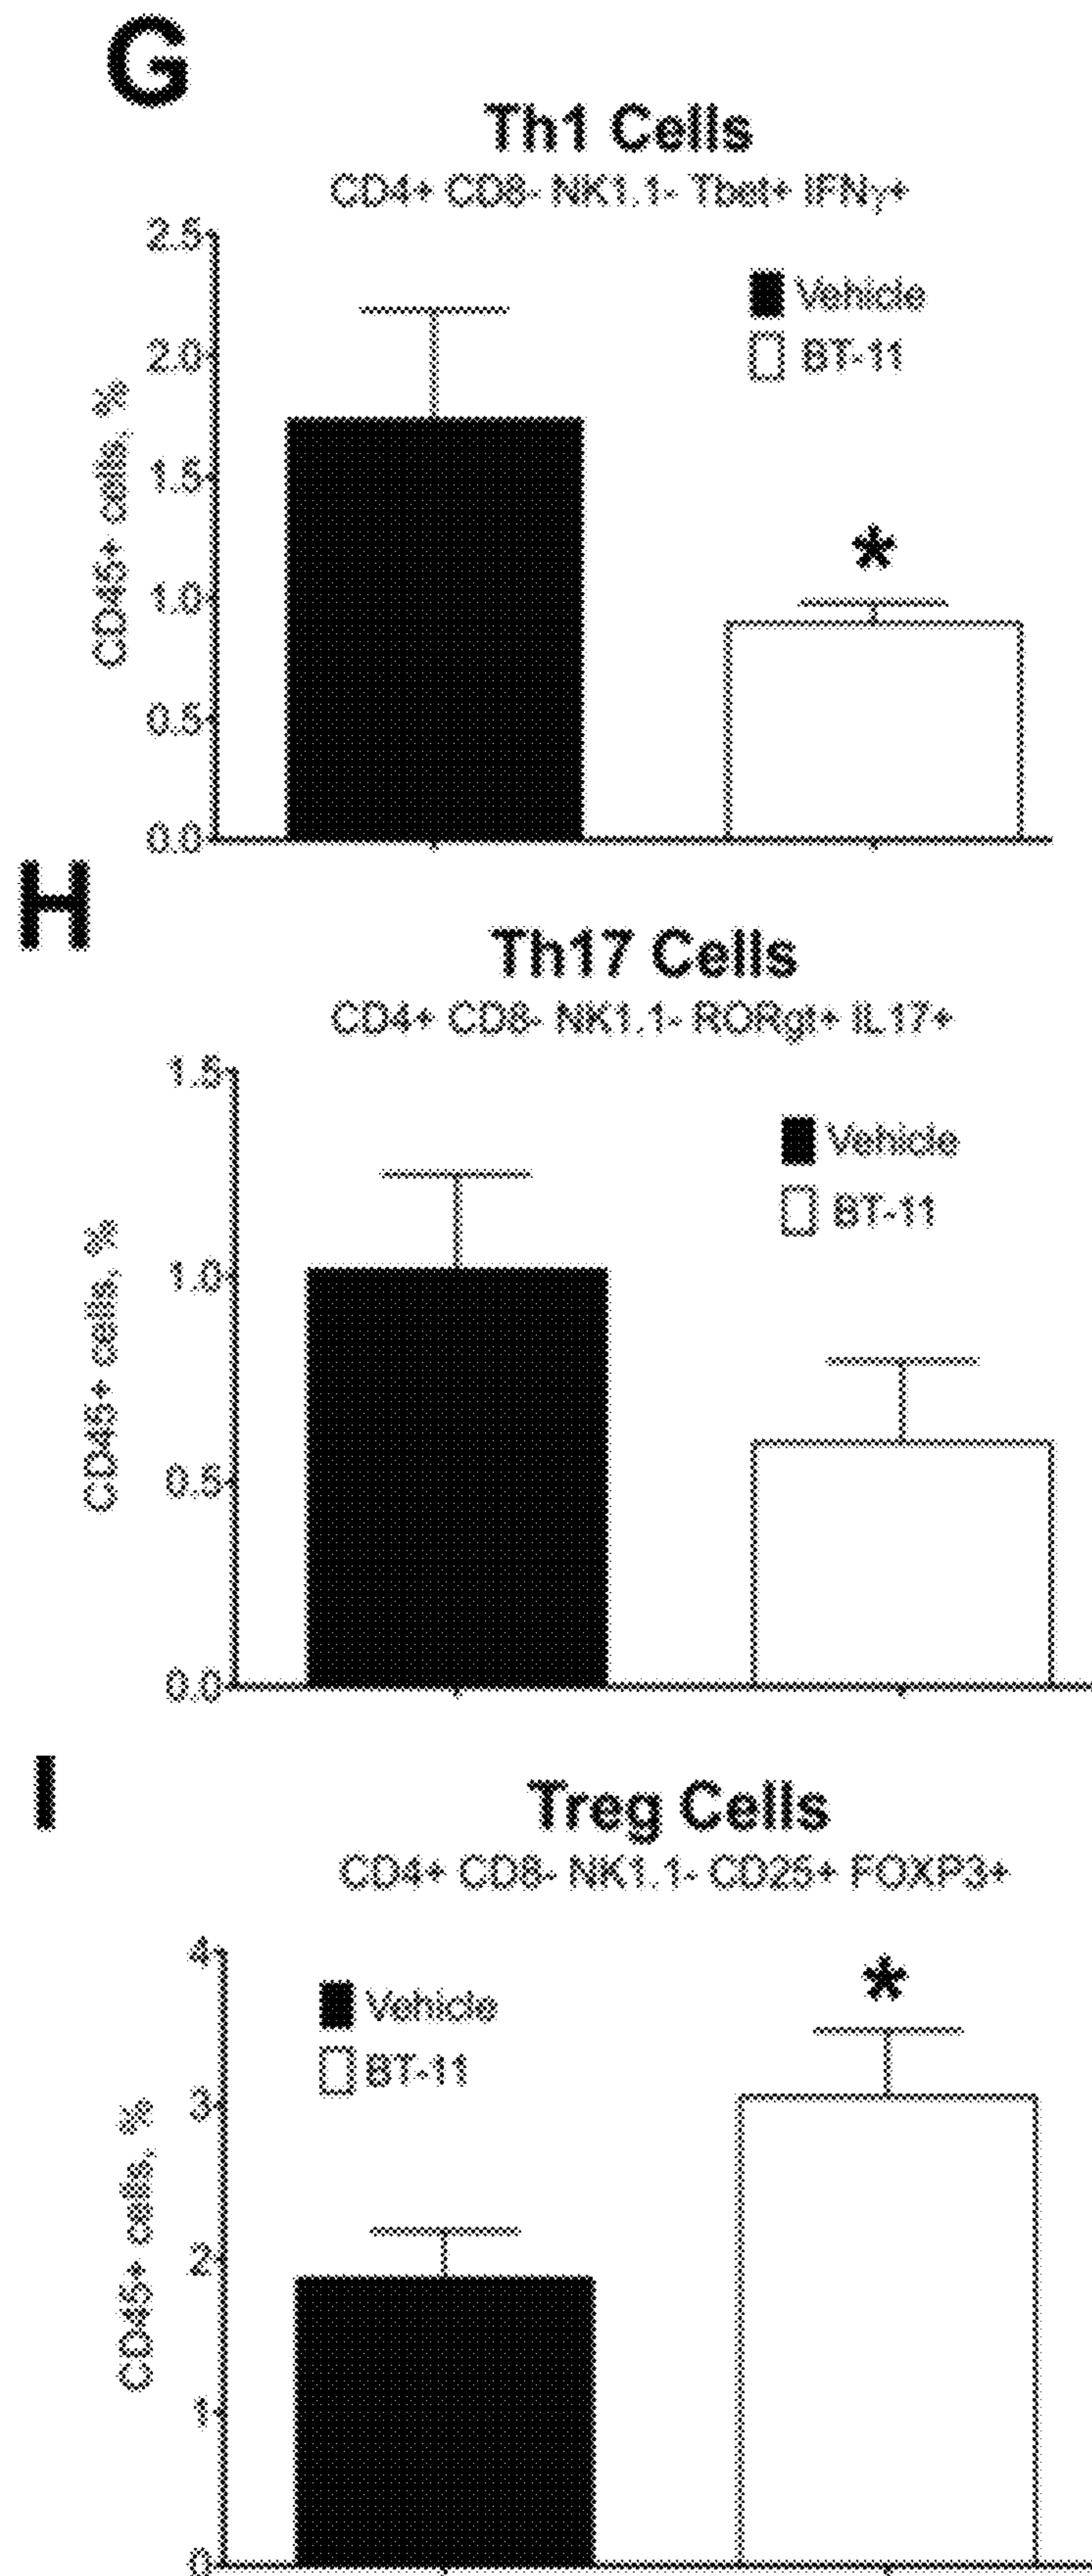 G
Th1 Cells
CD4+ CD8- NK1.1- Tbet+ IFNγ+
2.5
2.0
1.5
1.0
0.5
0.0
CD45+ cells, %
Vehicle
BT-11
*
H
Th17 Cells
CD4+ CD8- NK1.1- RORgt+ IL17+
1.5
1.0
0.5
0.0
CD45+ cells, %
Vehicle
BT-11
I
Treg Cells
CD4+ CD8- NK1.1- CD25+ FOXP3+
4
3
2
1
0
CD45+ cells, %
Vehicle
BT-11
*